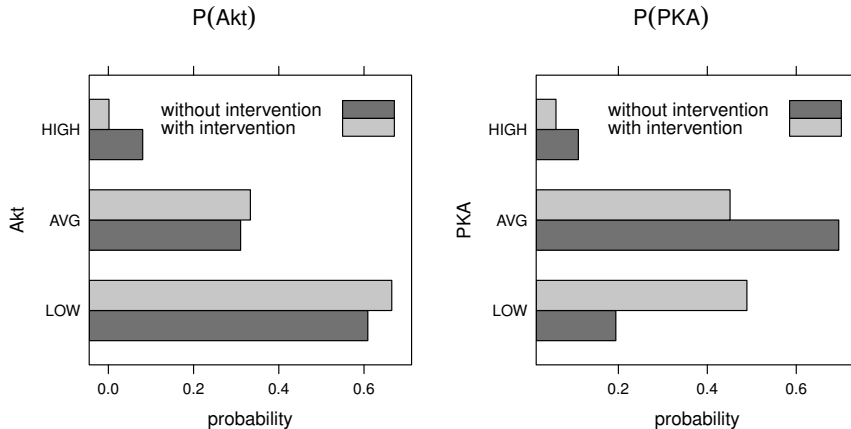 P(Akt)
without intervention
with intervention
HIGH
AVG
LOW
Akt
0.0 0.2 0.4 0.6
probability
P(PKA)
without intervention
with intervention
HIGH
AVG
LOW
PKA
0.2 0.4 0.6
probability